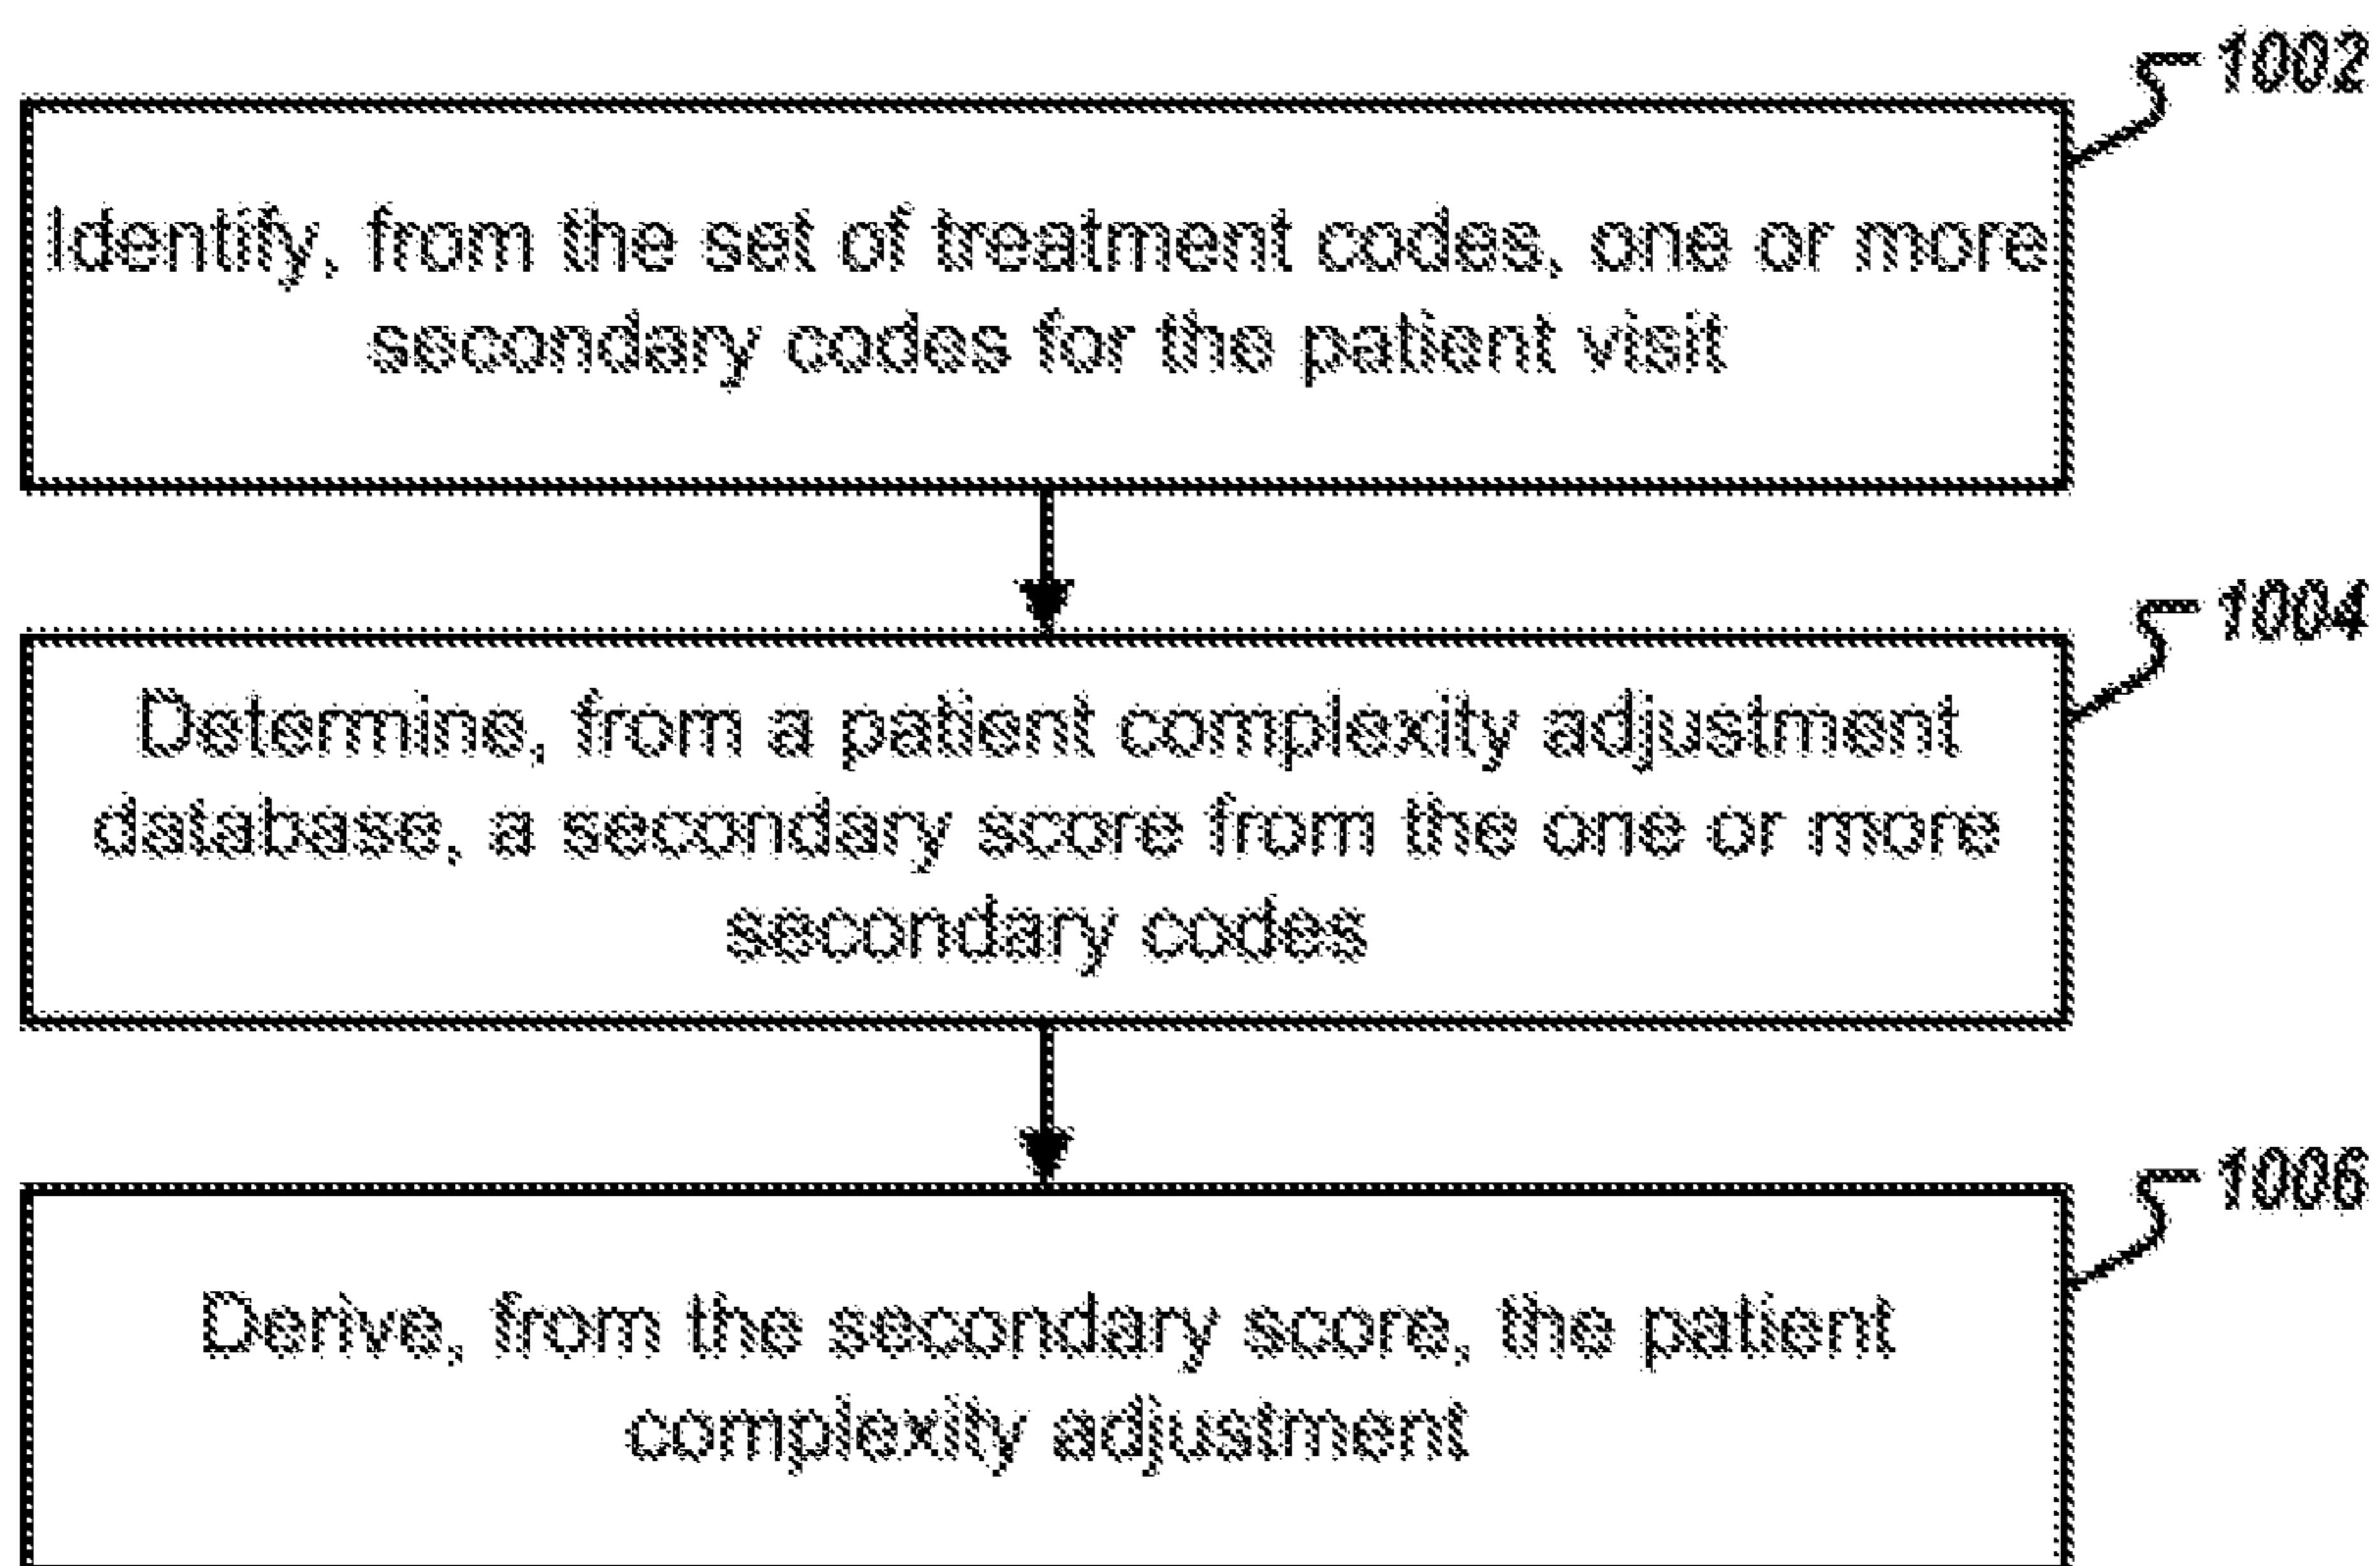 1002
Identify, from the set of treatment codes, one or more
secondary codes for the patient visit
1004
Determine, from a patient complexity adjustment
database, a secondary score from the one or more
secondary codes
1006
Derive, from the secondary score, the patient
complexity adjustment